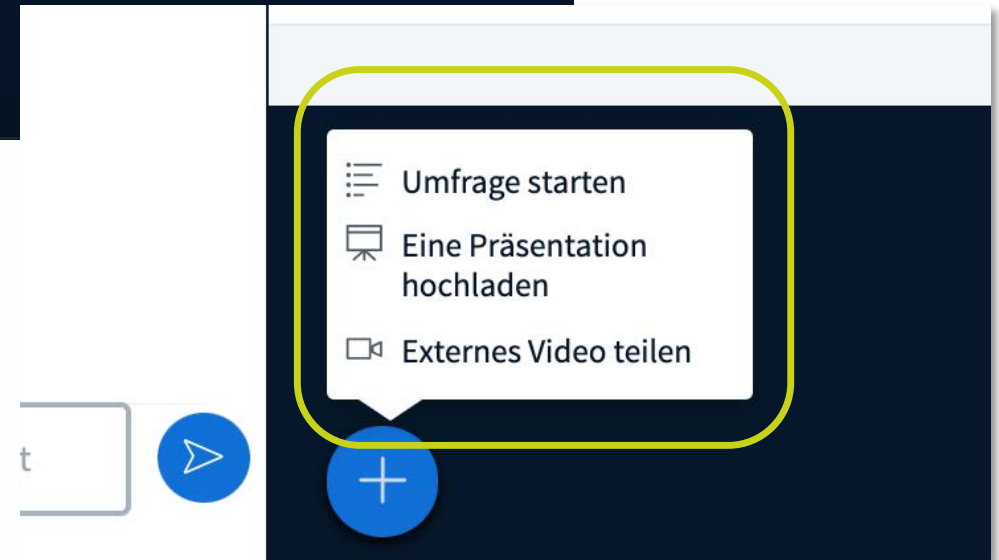 Umfrage starten
Eine Präsentation
hochladen
Externes Video teilen
t